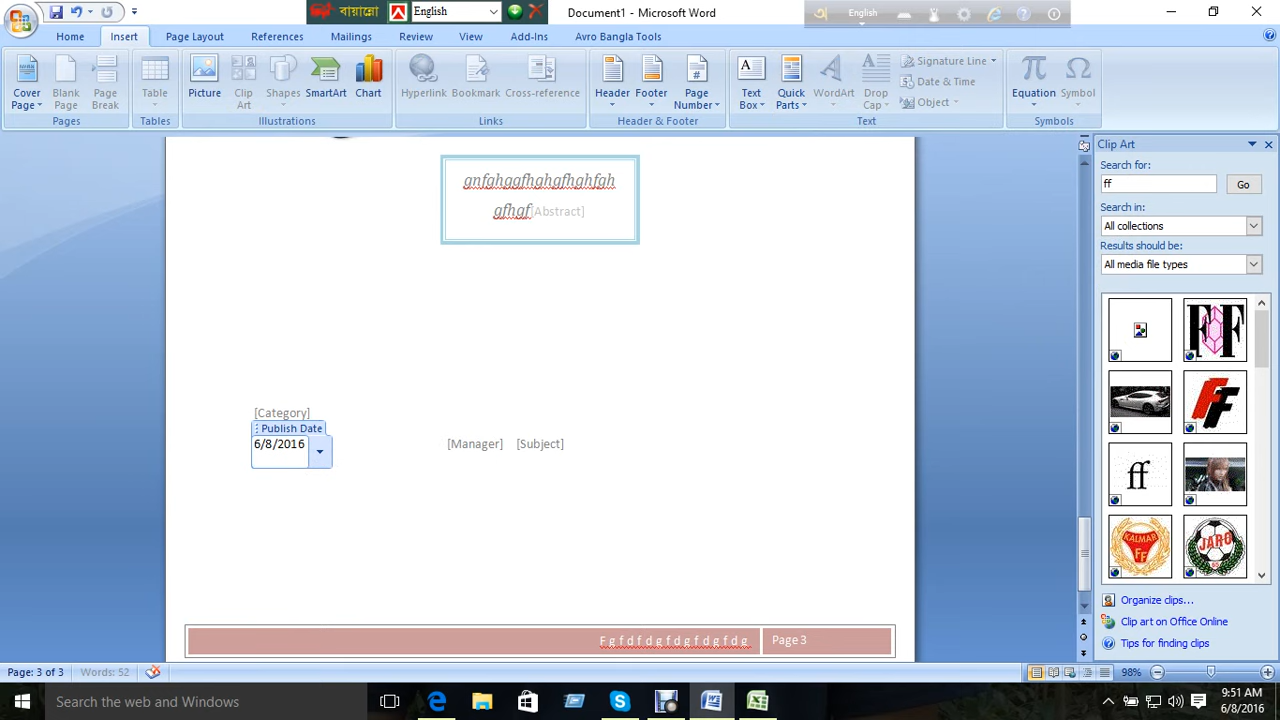 বায়ান্নো
English
Document1 - Microsoft Word
English
Home
Insert
Page Layout
References
Mailings
Review
View
Add-Ins
Avro Bangla Tools
Cover Page
Blank Page
Page Break
Table
Picture
Clip Art
Shapes
SmartArt
Chart
Hyperlink
Bookmark
Cross-reference
Header
Footer
Page Number
Text Box
Quick Parts
WordArt
Drop Cap
Signature Line
Date & Time
Object
Equation
Symbol
Pages
Tables
Illustrations
Links
Header & Footer
Text
Symbols
gnfghgafhghgfhghfgh
gfhgf[Abstract]
[Category]
Publish Date
6/8/2016
[Manager] [Subject]
F g f d f d g f d g f d g f d g
Page 3
Clip Art
Search for:
ff
Go
Search in:
All collections
Results should be:
All media file types
FF
FF
ff
KALMAR
FF
JARO
Organize clips...
Clip art on Office Online
Tips for finding clips
Page: 3 of 3
Words: 52
98%
Search the web and Windows
9:51 AM
6/8/2016